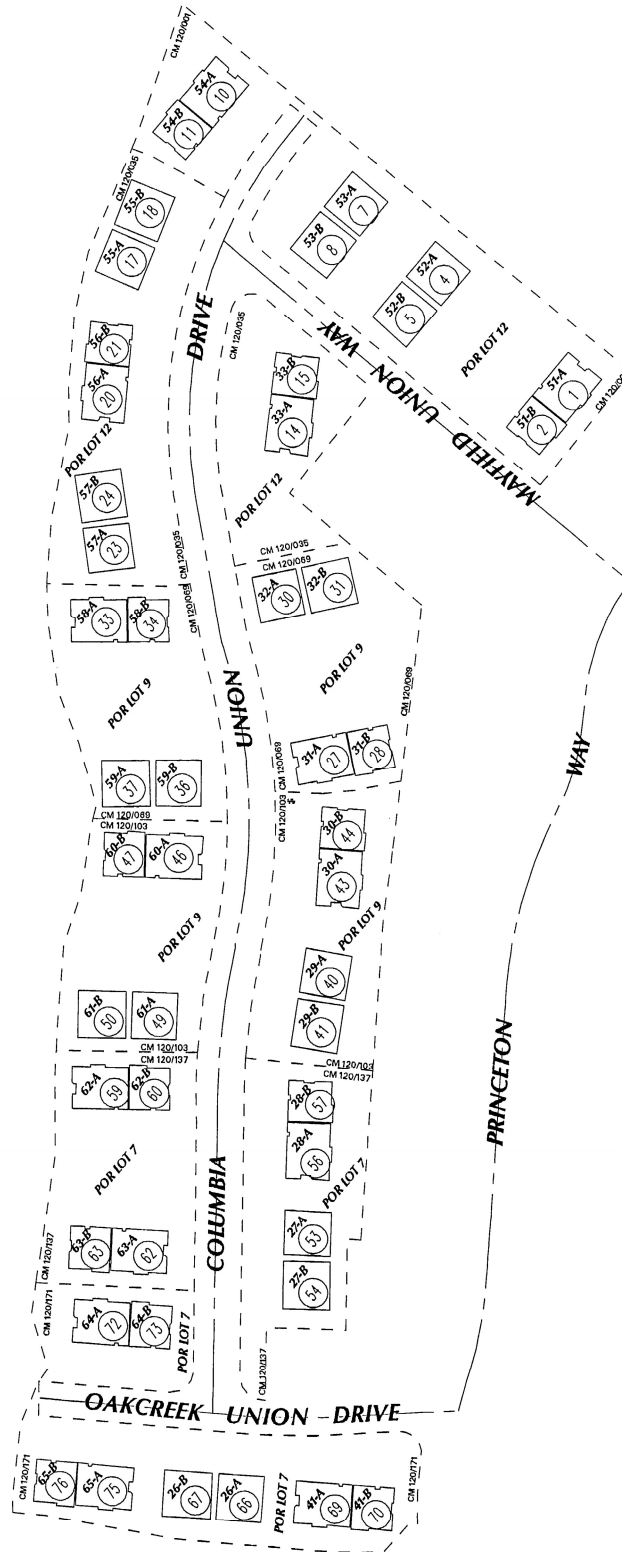 CM 120/001
54-A
10
54-B
11
CM 120/035
55-B
18
55-A
17
53-A
7
53-B
8
52-A
4
52-B
5
POR LOT 12
51-A
1
51-B
2
DRIVE
CM 120/035
MAYFIELD UNION WAY
56-B
21
56-A
20
POR LOT 12
33-B
15
33-A
14
POR LOT 12
57-B
24
57-A
23
CM 120/035
CM 120/069
CM 120/035
CM 120/069
32-A
30
32-B
31
58-A
33
58-B
34
POR LOT 9
POR LOT 9
UNION
CM 120/069
WAY
31-A
27
31-B
28
CM 120/069
CM 120/103
59-A
37
59-B
36
CM 120/069
CM 120/103
60-B
47
60-A
46
30-B
44
30-A
43
POR LOT 9
POR LOT 9
29-A
40
29-B
41
61-B
50
61-A
49
CM 120/103
CM 120/137
CM 120/103
CM 120/137
PRINCETON
62-A
59
62-B
60
28-B
57
28-A
56
POR LOT 7
POR LOT 7
COLUMBIA
63-B
63
63-A
62
CM 120/137
27-A
53
27-B
54
CM 120/171
64-A
72
64-B
73
POR LOT 7
CM 120/137
OAKCREEK UNION DRIVE
CM 120/171
65-B
76
65-A
75
26-B
67
26-A
66
POR LOT 7
41-A
69
41-B
70
CM 120/171